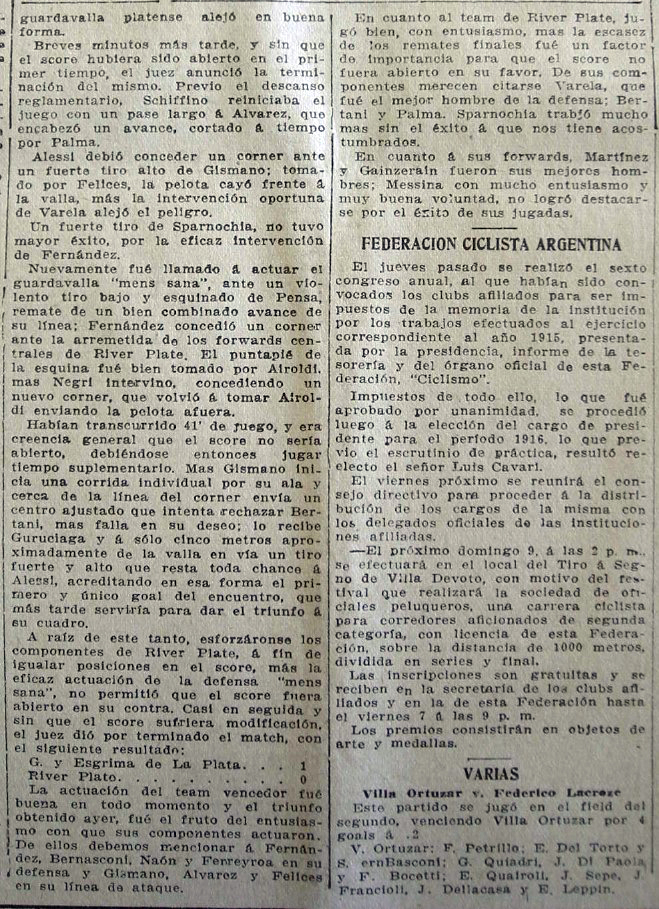 guardavalla platense alejó en buena
forma.
Breves minutos más tarde, y sin que
el score hubiera sido abierto en el pri-
mer tiempo, el juez anunció la termi-
nación del mismo. Previo el descanso
reglamentario, Schiffino reiniciaba el
juego con un pase largo á Alvarez, que
encabezó un avance, cortado á tiempo
por Palma.
Alessi debió conceder un corner ante
un fuerte tiro alto de Gismano; toma-
do por Felices, la pelota cayó frente á
la valla, más la intervención oportuna
de Varela alejó el peligro.
Un fuerte tiro de Sparnochia, no tuvo
mayor éxito, por la eficaz intervención
de Fernández.
Nuevamente fué llamado á actuar el
guardavalla "mens sana", ante un vio-
lento tiro bajo y esquinado de Pensa,
remate de un bien combinado avance de
su línea; Fernández concedió un corner
ante la arremetida de los forwards cen-
trales de River Plate. El puntapié de
la esquina fué bien tomado por Airoldi,
mas Negri intervino, concediendo un
nuevo corner, que volvió á tomar Airol-
di enviando la pelota afuera.
Habían transcurrido 41' de juego, y era
creencia general que el score no sería
abierto, debiéndose entonces jugar
tiempo suplementario. Mas Gismano ini-
cia una corrida individual por su ala y
cerca de la línea del corner envía un
centro ajustado que intenta rechazar Ber-
tani, mas falla en su deseo; lo recibe
Guruciaga y á sólo cinco metros apro-
ximadamente de la valla en vía un tiro
fuerte y alto que resta toda chance á
Alessi, acreditando en esa forma el pri-
mero y único goal del encuentro, que
más tarde serviría para dar el triunfo á
su cuadro.
A raíz de este tanto, esforzáronse los
componentes de River Plate, á fin de
igualar posiciones en el score, más la
eficaz actuación de la defensa "mens
sana", no permitió que el score fuera
abierto en su contra. Casi en seguida y
sin que el score sufriera modificación,
el juez dió por terminado el match, con
el siguiente resultado:
G. y Esgrima de La Plata. . . 1
River Plato. . . . . . . . . 0
La actuación del team vencedor fué
buena en todo momento y el triunfo
obtenido ayer, fué el fruto del entusias-
mo con que sus componentes actuaron.
De ellos debemos mencionar á Fernán-
dez, Bernasconi, Naón y Ferreyroa en su
defensa y Gismano, Alvarez y Felices
en su línea de ataque.
En cuanto al team de River Plate, ju-
gó bien, con entusiasmo, mas la escasez
de los remates finales fué un factor
de importancia para que el score no
fuera abierto en su favor. De sus com-
ponentes merecen citarse Varela, que
fué el mejor hombre de la defensa; Ber-
tani y Palma. Sparnochia trabjó mucho
mas sin el éxito á que nos tiene acos-
tumbrados.
En cuanto á sus forwards, Martínez
y Gainzerain fueron sus mejores hom-
bres; Messina con mucho entusiasmo y
muy buena voluntad, no logró destacar-
se por el éxito de sus jugadas.
FEDERACION CICLISTA ARGENTINA
El jueves pasado se realizó el sexto
congreso anual, al que habían sido con-
vocados los clubs afiliados para ser im-
puestos de la memoria de la institución
por los trabajos efectuados al ejercicio
correspondiente al año 1915, presenta-
da por la presidencia, informe de la te-
sorería y del órgano oficial de esta Fe-
deración, "Ciclismo".
Impuestos de todo ello, lo que fué
aprobado por unanimidad, se procedió
luego á la elección del cargo de presi-
dente para el período 1916, lo que pre-
vio el escrutinio de práctica, resultó re-
electo el señor Luis Cavari.
El viernes próximo se reunirá el con-
sejo directivo para proceder á la distri-
bución de los cargos de la misma con
los delegados oficiales de las institucio-
nes afiliadas.
—El próximo domingo 9, á las 2 p. m.,
se efectuará en el local del Tiro á Seg-
no de Villa Devoto, con motivo del fes-
tival que realizará la sociedad de ofi-
ciales peluqueros, una carrera ciclista
para corredores aficionados de segunda
categoría, con licencia de esta Federa-
ción, sobre la distancia de 1000 metros,
dividida en series y final.
Las inscripciones son gratuitas y se
reciben en la secretaría de los clubs afi-
liados y en la de esta Federación hasta
el viernes 7 á las 9 p. m.
Los premios consistirán en objetos de
arte y medallas.
VARIAS
Villa Ortuzar v. Federico Lacroze
Este partido se jugó en el field del
segundo, venciendo Villa Ortuzar por 4
goals á .2
V. Ortuzar: F. Petrillo; E. Del Torto y
S. ernBasconi; G. Quiadri, J. Di Paola
y F. Bocetti; E. Quairoli, J. Sepe, J.
Francioli, J. Dellacasa y E. Leppin.